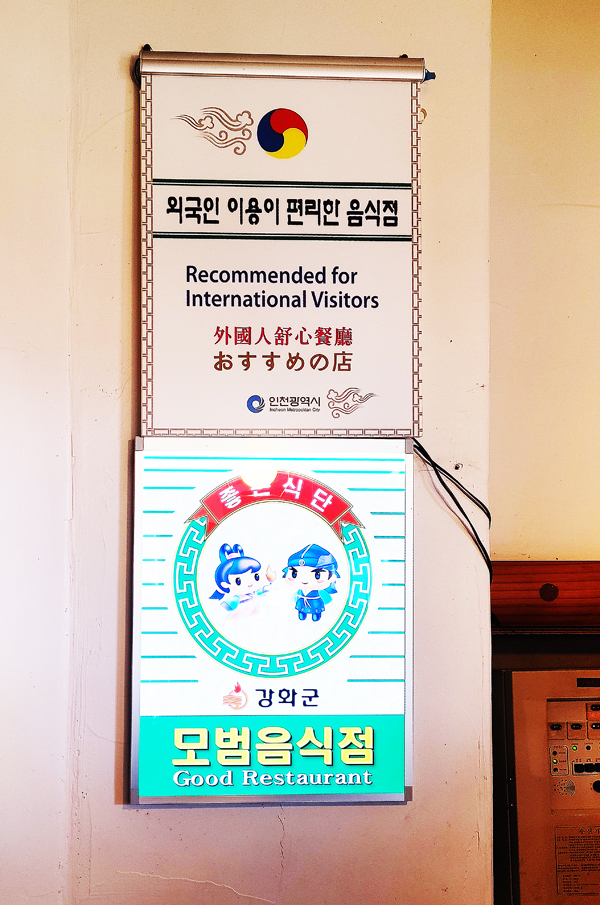 외국인 이용이 편리한 음식점
Recommended for
International Visitors
外國人舒心餐廳
おすすめの店
인천광역시
Incheon Metropolitan City
좋은식단
강화군
모범음식점
Good Restaurant